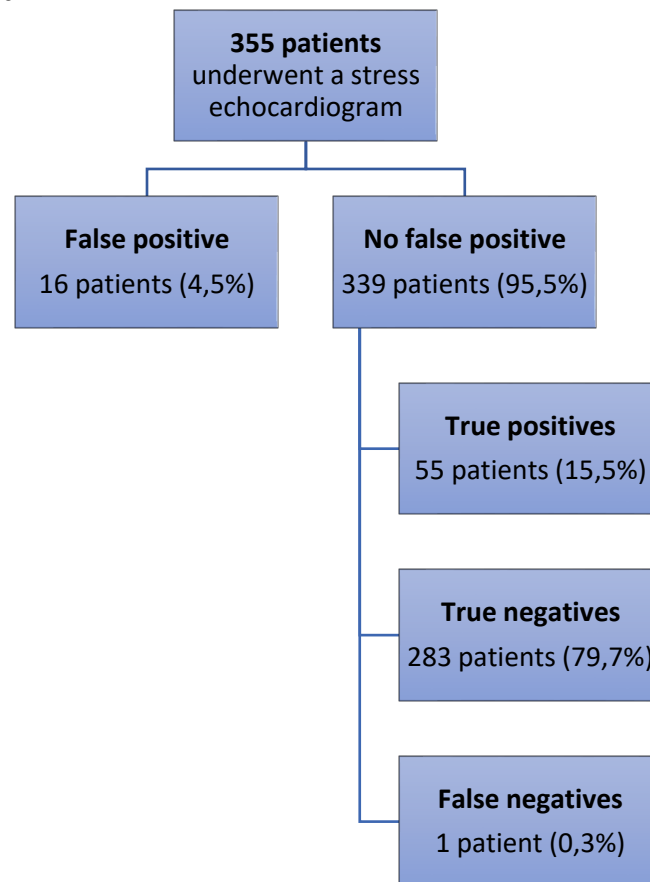 355 patients
underwent a stress
echocardiogram
False positive
16 patients (4,5%)
No false positive
339 patients (95,5%)
True positives
55 patients (15,5%)
True negatives
283 patients (79,7%)
False negatives
1 patient (0,3%)